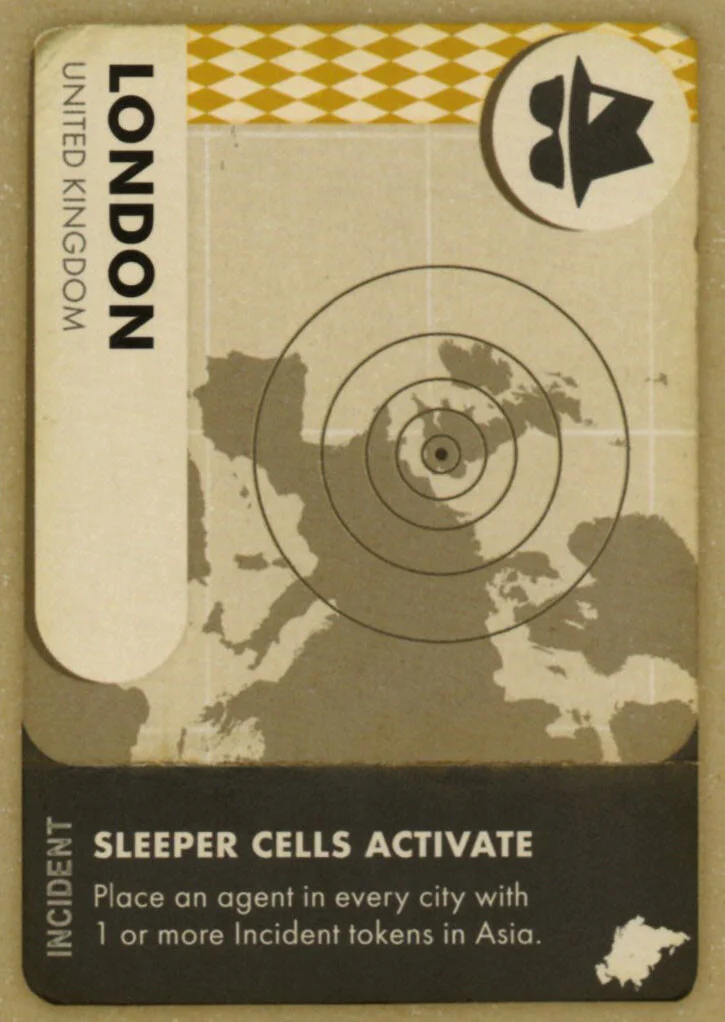 LONDON
UNITED KINGDOM
INCIDENT
SLEEPER CELLS ACTIVATE
Place an agent in every city with
1 or more Incident tokens in Asia.